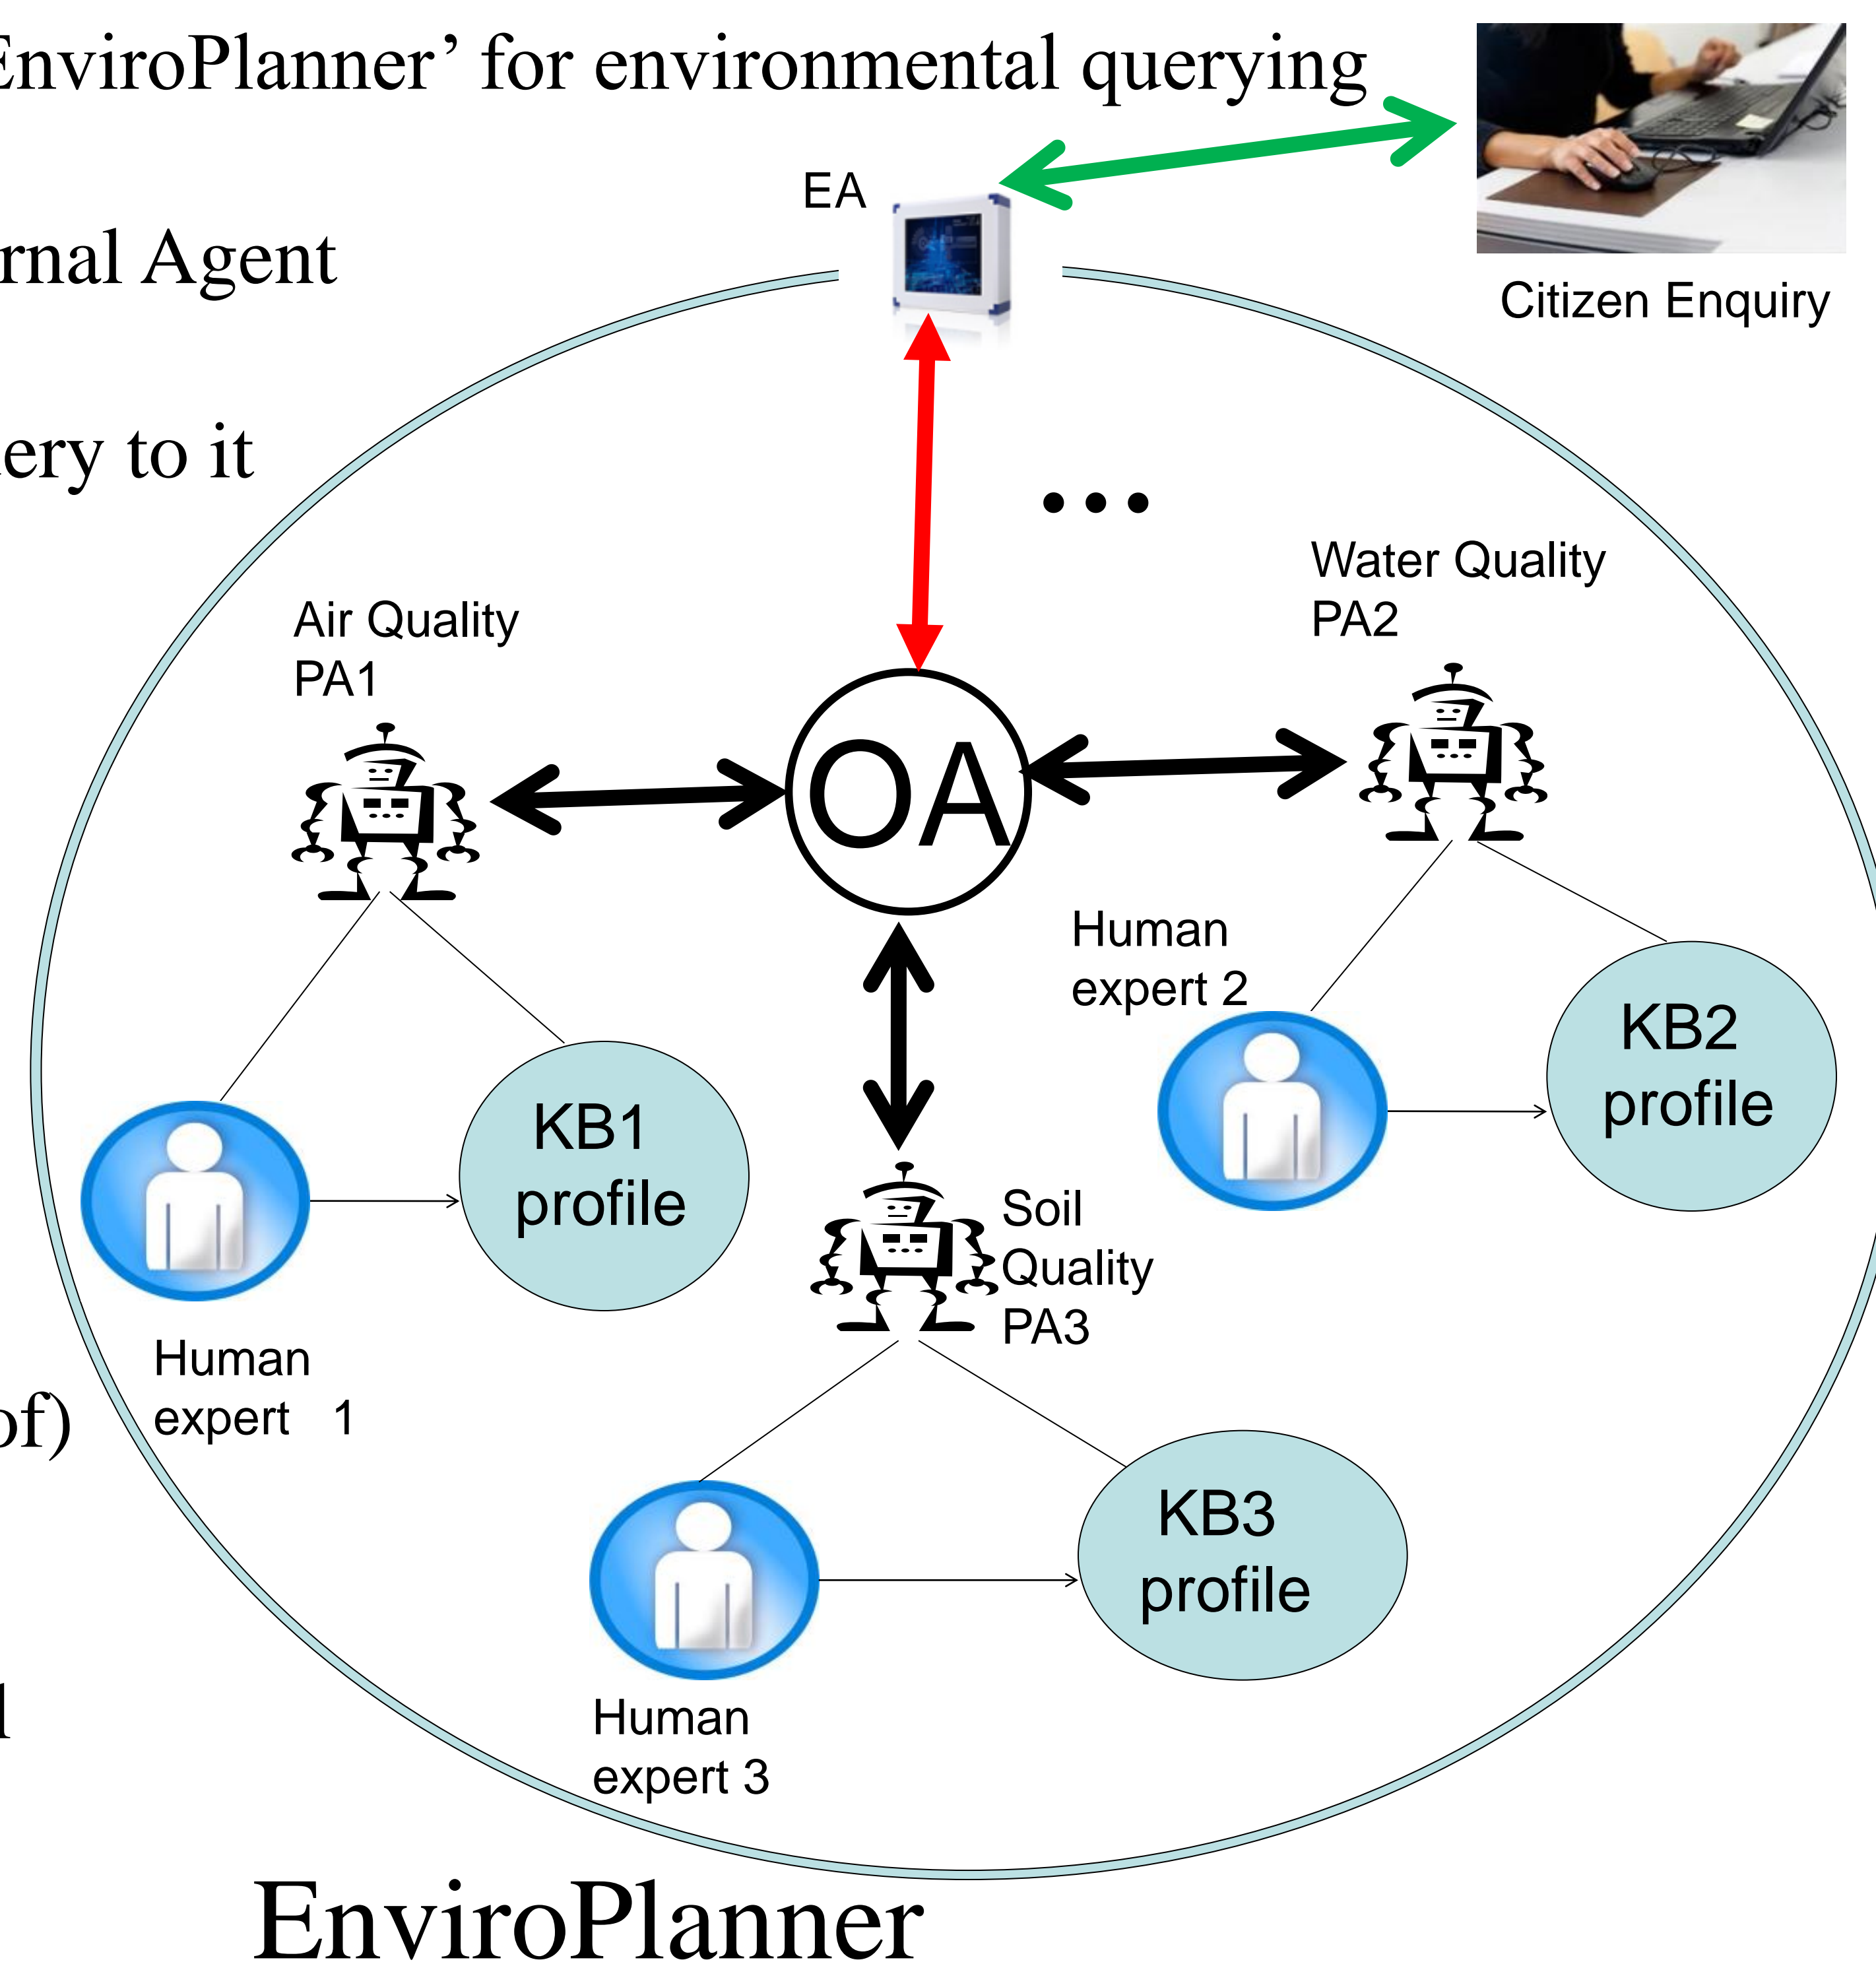 EnviroPlanner’ for environmental querying
EA
rnal Agent
Citizen Enquiry
ery to it
...
Water Quality
PA2
Air Quality
PA1
OA
Human
expert 2
KB2
profile
KB1
profile
Soil
Quality
PA3
Human
expert 1
of)
KB3
profile
Human
expert 3
EnviroPlanner